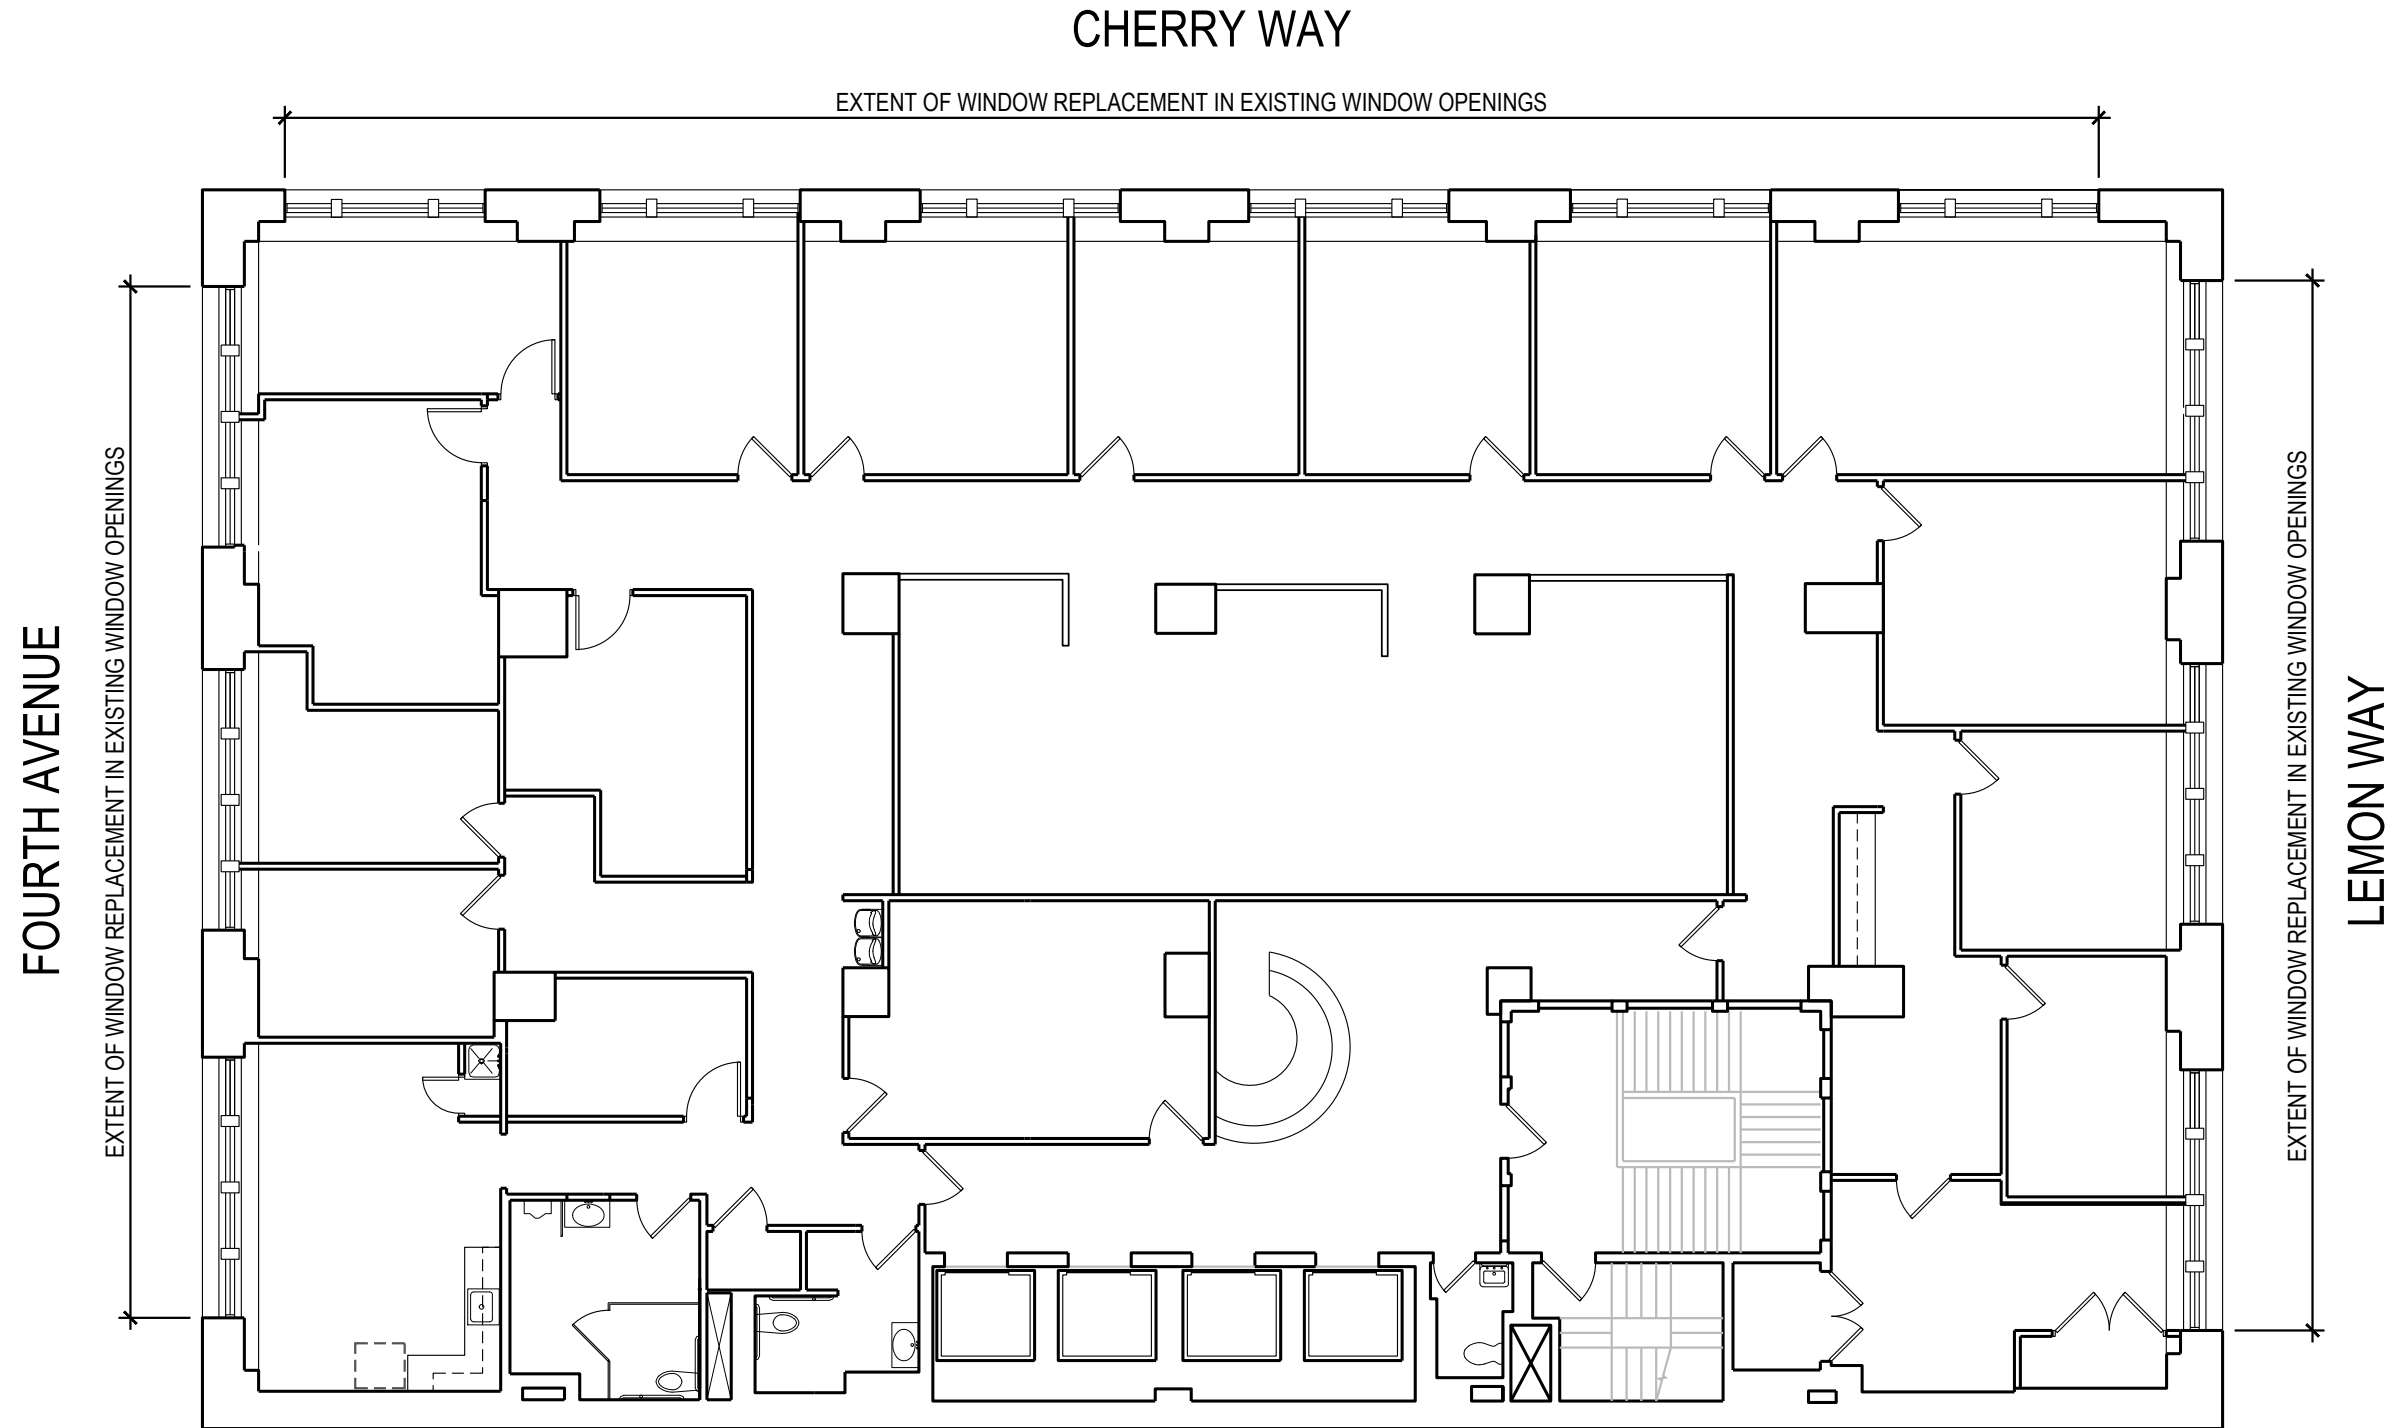 CHERRY WAY
EXTENT OF WINDOW REPLACEMENT IN EXISTING WINDOW OPENINGS
FOURTH AVENUE
EXTENT OF WINDOW REPLACEMENT IN EXISTING WINDOW OPENINGS
EXTENT OF WINDOW REPLACEMENT IN EXISTING WINDOW OPENINGS
LEMON WAY